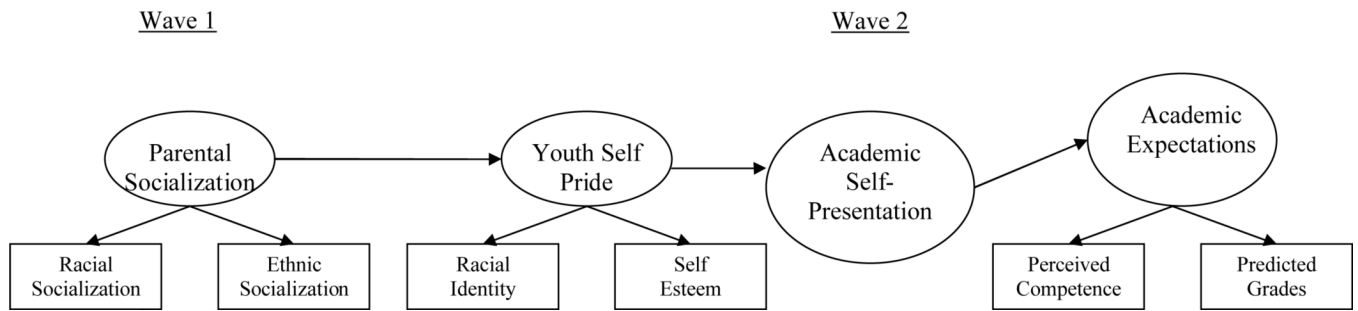 Wave 1
Wave 2
Parental
Socialization
Youth Self
Pride
Academic
Self-
Presentation
Academic
Expectations
Racial
Socialization
Ethnic
Socialization
Racial
Identity
Self
Esteem
Perceived
Competence
Predicted
Grades